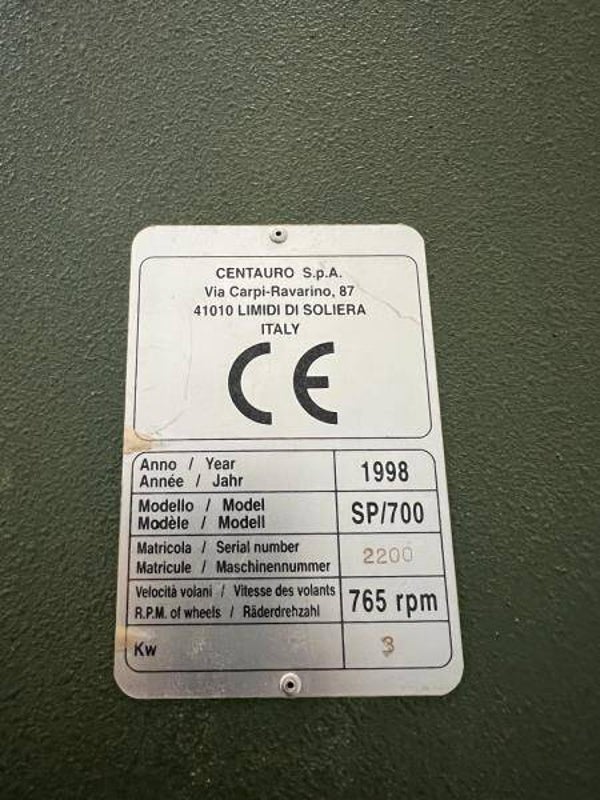 CENTAURO S.p.A.
Via Carpi-Ravarino, 87
41010 LIMIDI DI SOLIERA
ITALY
CE
Anno / Year
Année / Jahr
1998
Modello / Model
Modèle / Modell
SP/700
Matricola / Serial number
Matricule / Maschinennummer
2200
Velocità volani / Vitesse des volants
R.P.M. of wheels / Räderdrehzahl
765 rpm
Kw
3